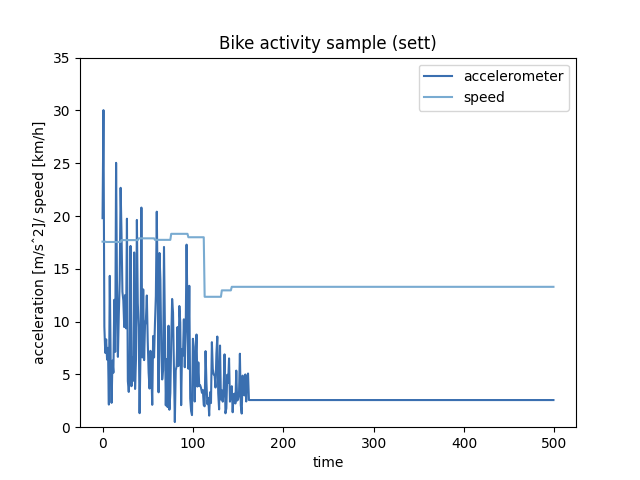 Bike activity sample (sett)
accelerometer
speed
acceleration [m/s^2]/ speed [km/h]
35
30
25
20
15
10
5
0
0 100 200 300 400 500
time